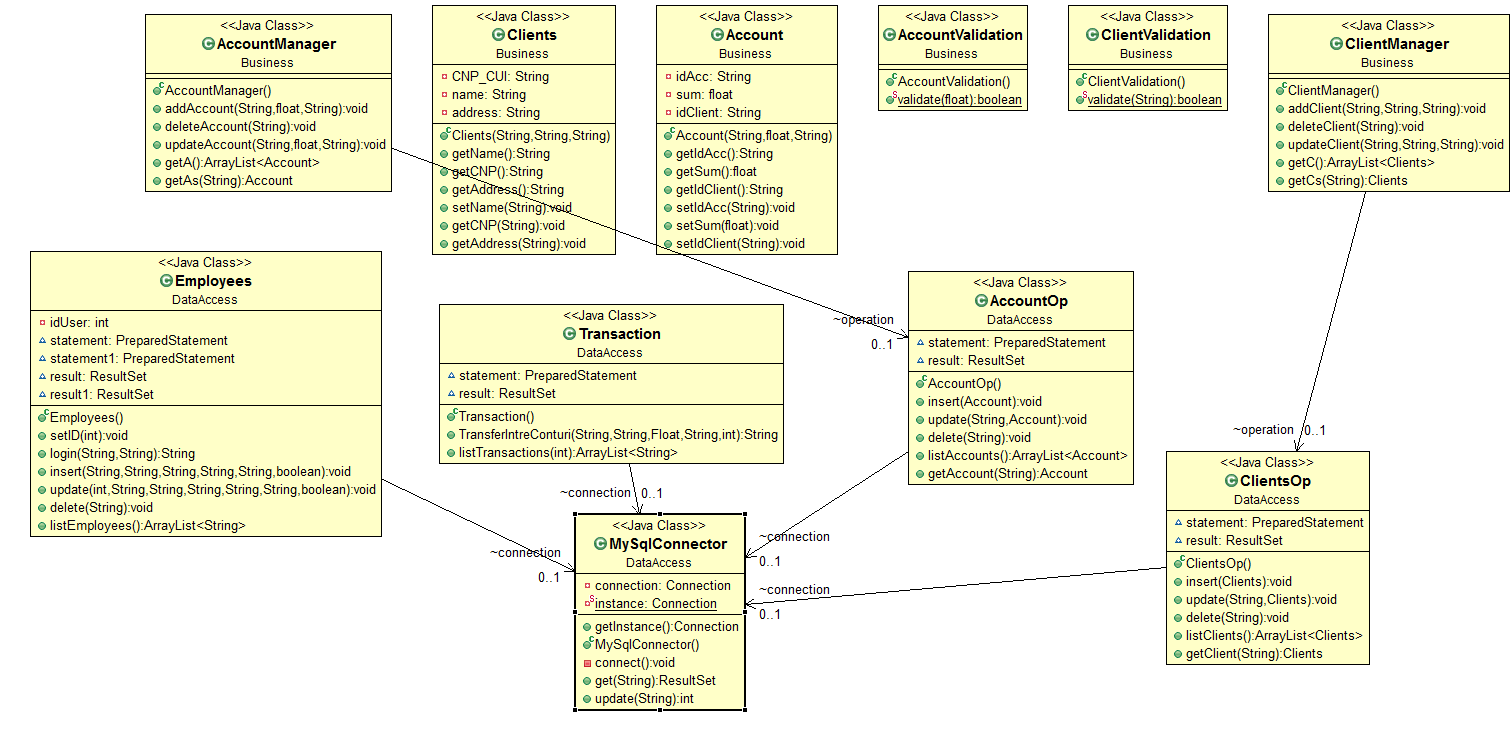 <<Java Class>>
AccountManager
Business
AccountManager()
addAccount(String,float,String):void
deleteAccount(String):void
updateAccount(String,float,String):void
getA():ArrayList<Account>
getAs(String):Account
<<Java Class>>
Clients
Business
CNP_CUI: String
name: String
address: String
Clients(String,String,String)
getName():String
getCNP():String
getAddress():String
setName(String):void
getCNP(String):void
getAddress(String):void
<<Java Class>>
Account
Business
idAcc: String
sum: float
idClient: String
Account(String,float,String)
getIdAcc():String
getSum():float
getIdClient():String
setIdAcc(String):void
setSum(float):void
setIdClient(String):void
<<Java Class>>
AccountValidation
Business
AccountValidation()
validate(float):boolean
<<Java Class>>
ClientValidation
Business
ClientValidation()
validate(String):boolean
<<Java Class>>
ClientManager
Business
ClientManager()
addClient(String,String,String):void
deleteClient(String):void
updateClient(String,String,String):void
getC():ArrayList<Clients>
getCs(String):Clients
<<Java Class>>
Employees
DataAccess
idUser: int
statement: PreparedStatement
statement1: PreparedStatement
result: ResultSet
result1: ResultSet
Employees()
setID(int):void
login(String,String):String
insert(String,String,String,String,String,boolean):void
update(int,String,String,String,String,String,boolean):void
delete(String):void
listEmployees():ArrayList<String>
<<Java Class>>
Transaction
DataAccess
statement: PreparedStatement
result: ResultSet
Transaction()
TransferIntreConturi(String,String,Float,String,int):String
listTransactions(int):ArrayList<String>
~operation
0..1
<<Java Class>>
AccountOp
DataAccess
statement: PreparedStatement
result: ResultSet
AccountOp()
insert(Account):void
update(String,Account):void
delete(String):void
listAccounts():ArrayList<Account>
getAccount(String):Account
~operation
0..1
<<Java Class>>
ClientsOp
DataAccess
statement: PreparedStatement
result: ResultSet
ClientsOp()
insert(Clients):void
update(String,Clients):void
delete(String):void
listClients():ArrayList<Clients>
getClient(String):Clients
~connection
0..1
~connection
0..1
~connection
0..1
~connection
0..1
<<Java Class>>
MySqlConnector
DataAccess
connection: Connection
instance: Connection
getInstance():Connection
MySqlConnector()
connect():void
get(String):ResultSet
update(String):int